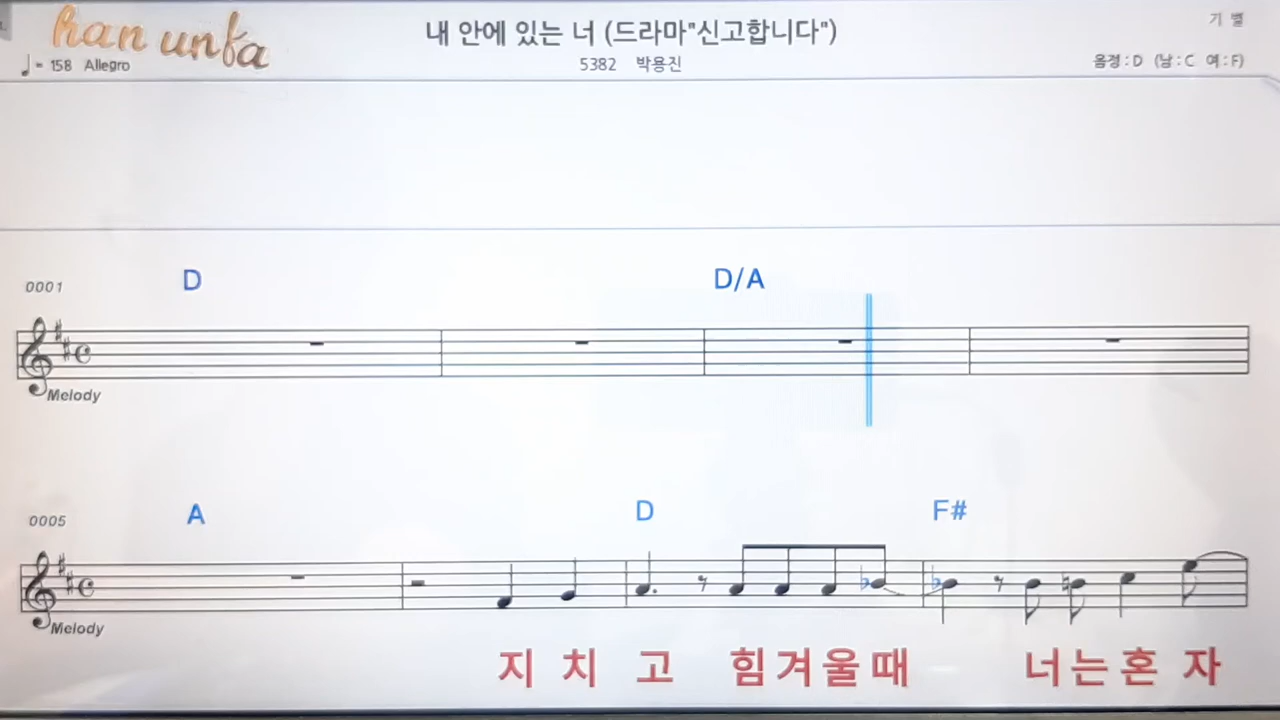 han unfa
내 안에 있는 너 (드라마"신고합니다")
기 별
♩= 158 Allegro
5382 박용진
음정 : D (남 : C 여 : F)
0001
D D/A
Melody
0005
A D F#
Melody
지 치 고 힘겨울때 너는혼 자